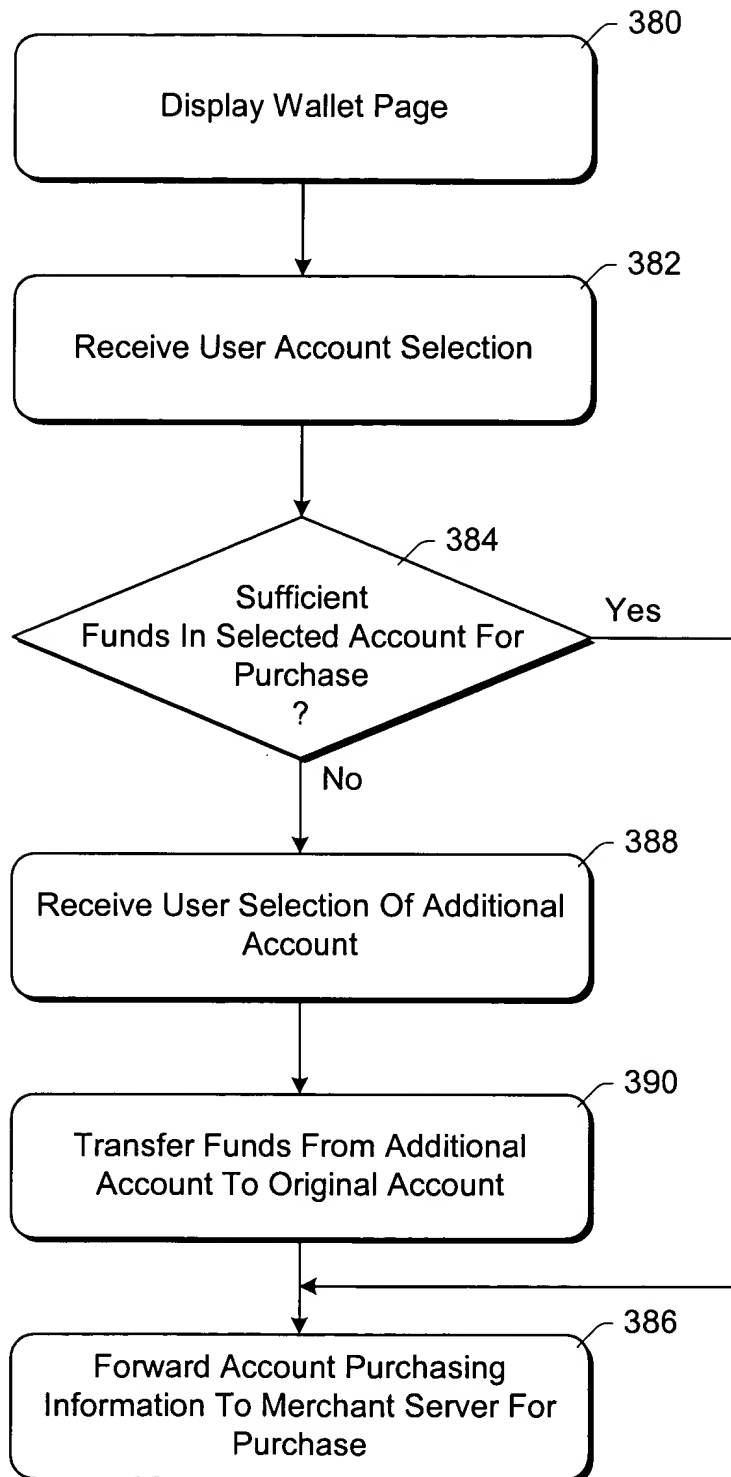 380
Display Wallet Page
382
Receive User Account Selection
384
Sufficient
Funds In Selected Account For
Purchase
?
Yes
No
388
Receive User Selection Of Additional
Account
390
Transfer Funds From Additional
Account To Original Account
386
Forward Account Purchasing
Information To Merchant Server For
Purchase